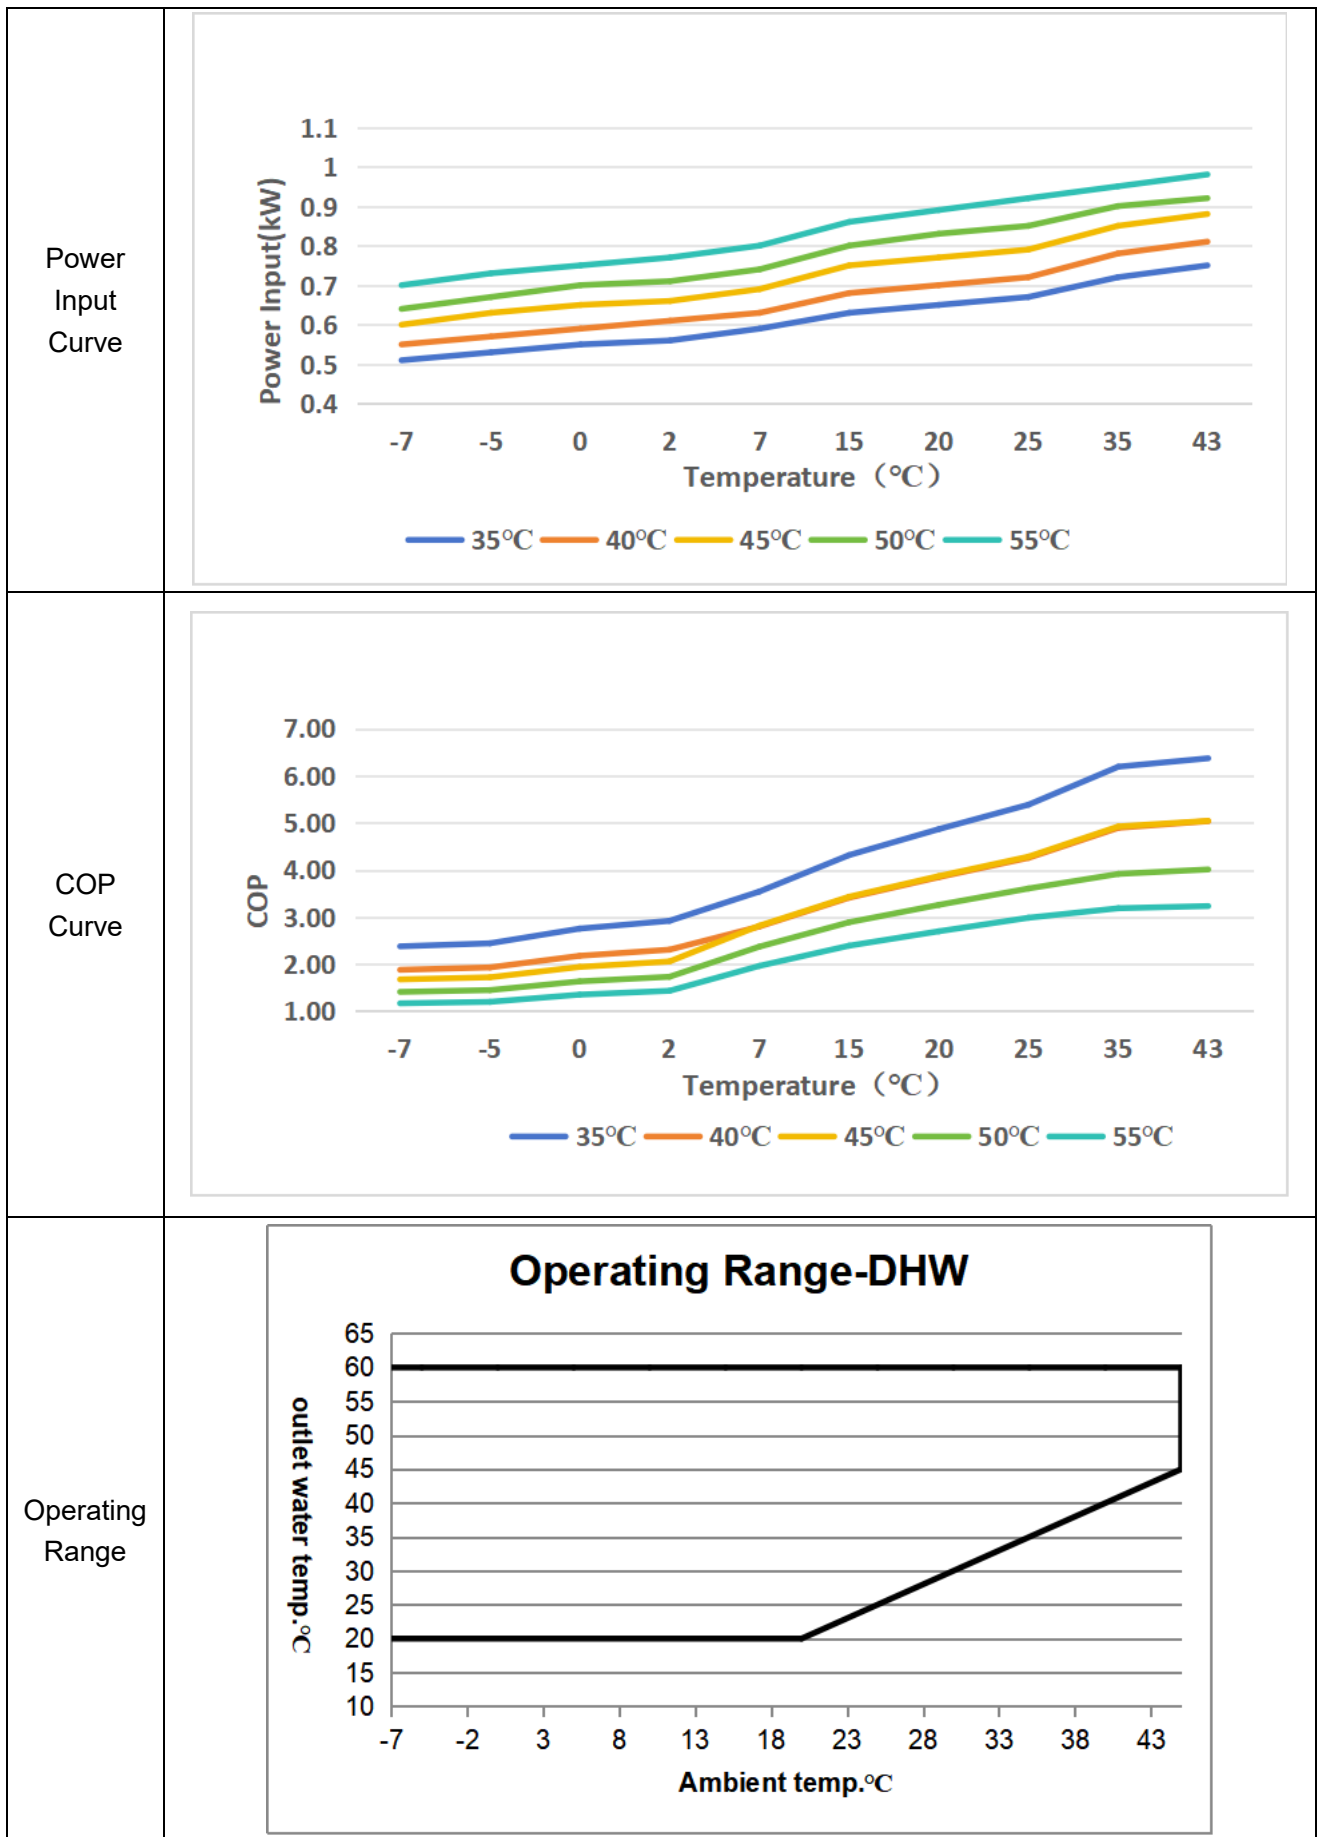 Power
Input
Curve
1.1
1
0.9
0.8
0.7
0.6
0.5
0.4
Power Input(kW)
-7 -5 0 2 7 15 20 25 35 43
Temperature（℃）
35℃ 40℃ 45℃ 50℃ 55℃
COP
Curve
7.00
6.00
5.00
4.00
3.00
2.00
1.00
COP
-7 -5 0 2 7 15 20 25 35 43
Temperature（℃）
35℃ 40℃ 45℃ 50℃ 55℃
Operating
Range
Operating Range-DHW
65
60
55
50
45
40
35
30
25
20
15
10
outlet water temp.℃
-7 -2 3 8 13 18 23 28 33 38 43
Ambient temp.℃